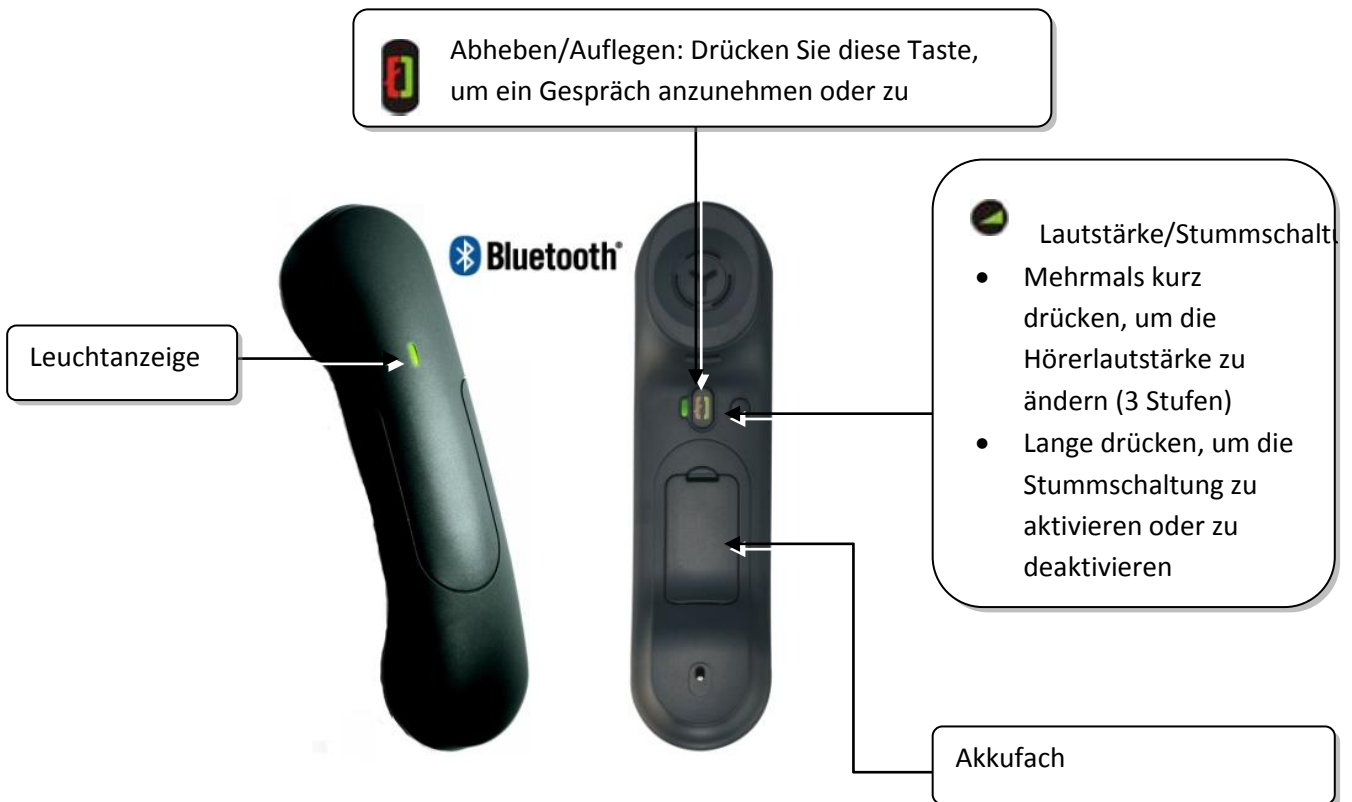 Abheben/Auflegen: Drücken Sie diese Taste,
um ein Gespräch anzunehmen oder zu
Bluetooth®
Lautstärke/Stummschaltu
• Mehrmals kurz
drücken, um die
Hörerlautstärke zu
ändern (3 Stufen)
• Lange drücken, um die
Stummschaltung zu
aktivieren oder zu
deaktivieren
Leuchtanzeige
Akkufach